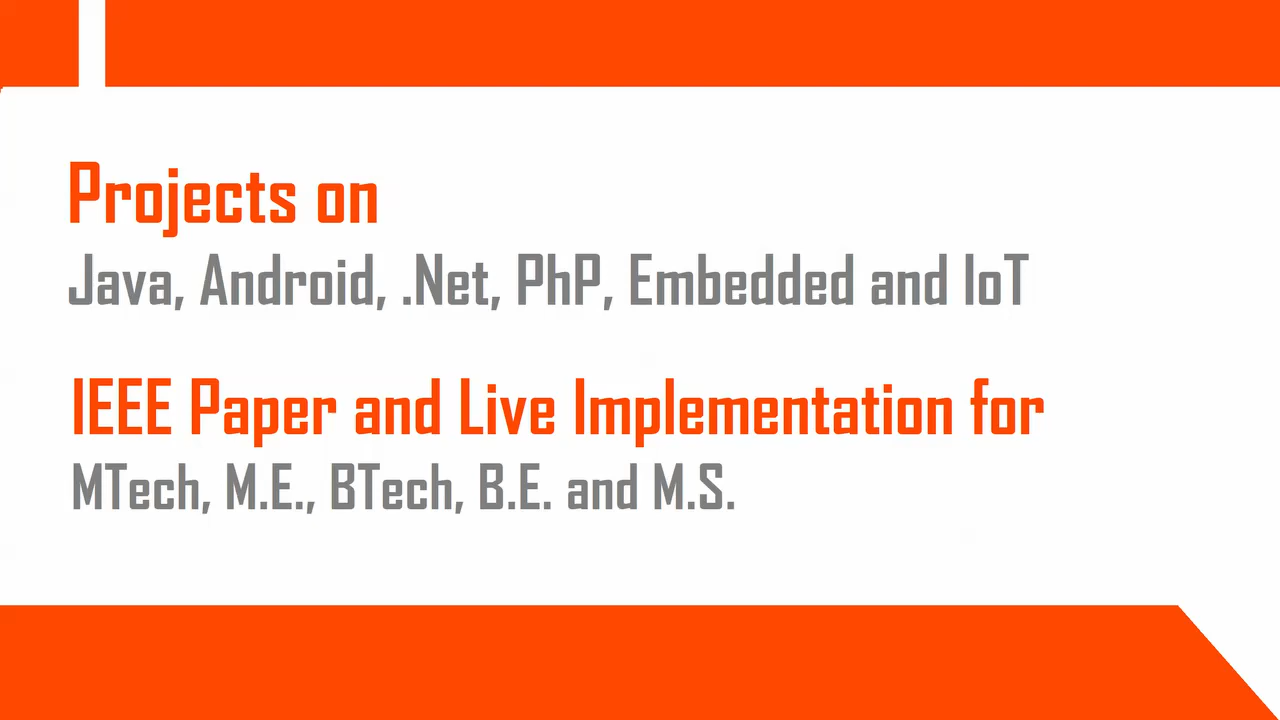 Projects on
Java, Android, .Net, PhP, Embedded and IoT
IEEE Paper and Live Implementation for
MTech, M.E., BTech, B.E. and M.S.